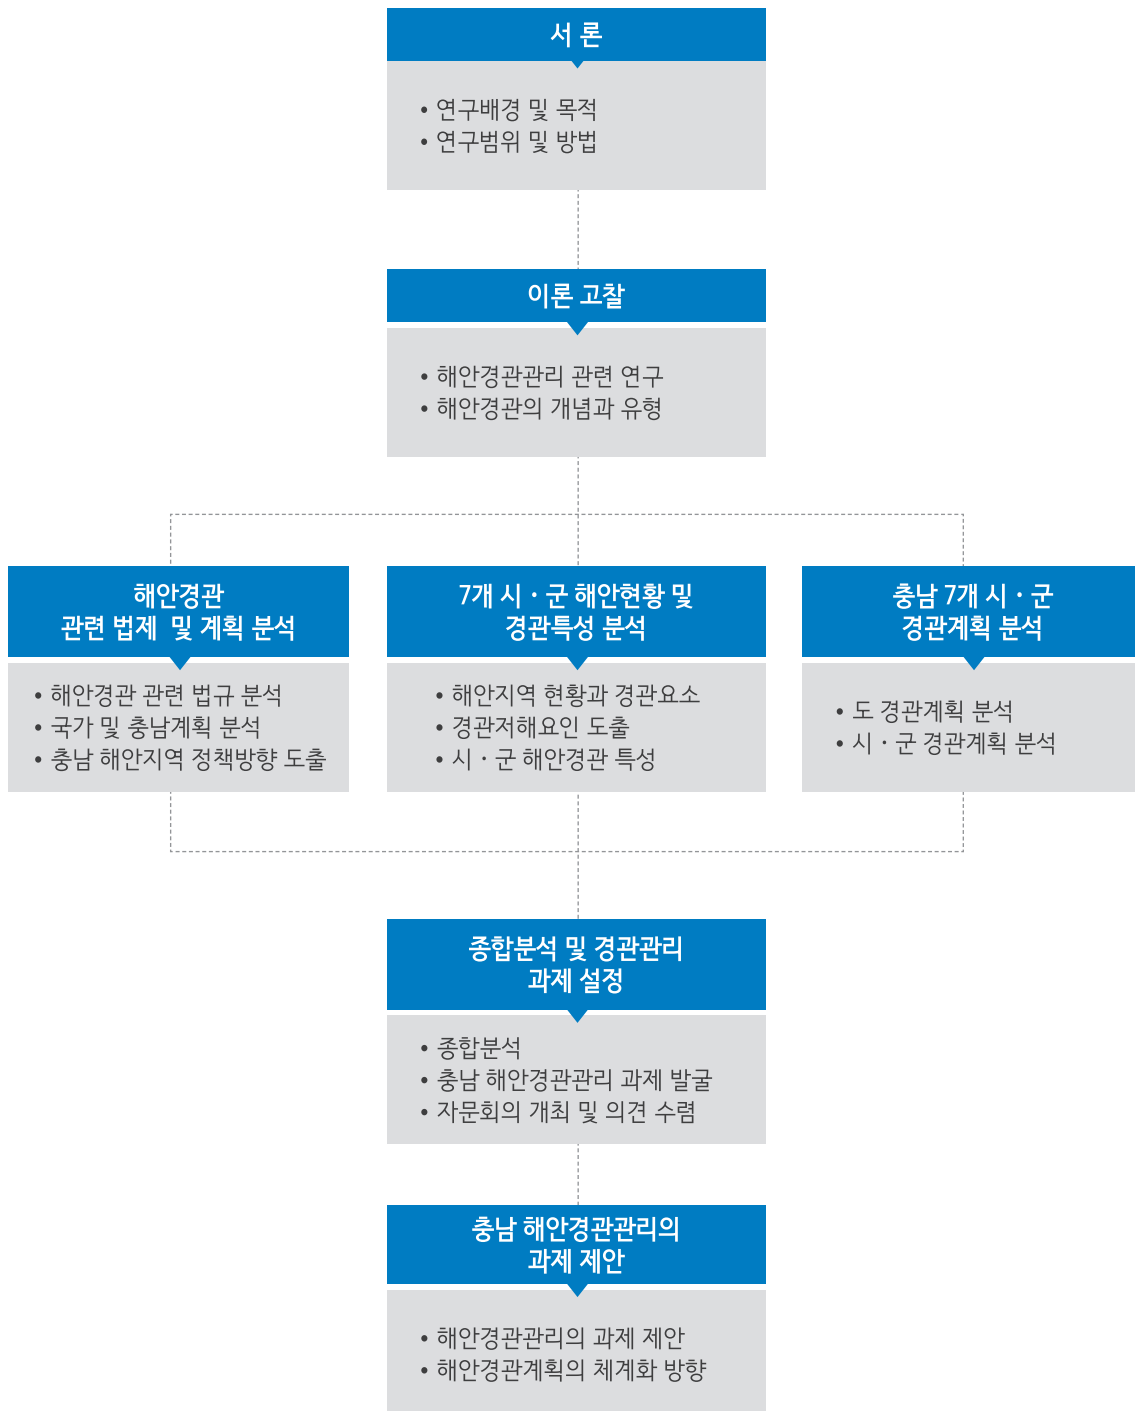 서 론
• 연구배경 및 목적
• 연구범위 및 방법
이론 고찰
• 해안경관관리 관련 연구
• 해안경관의 개념과 유형
해안경관
관련 법제 및 계획 분석
• 해안경관 관련 법규 분석
• 국가 및 충남계획 분석
• 충남 해안지역 정책방향 도출
7개 시·군 해안현황 및
경관특성 분석
• 해안지역 현황과 경관요소
• 경관저해요인 도출
• 시·군 해안경관 특성
충남 7개 시·군
경관계획 분석
• 도 경관계획 분석
• 시·군 경관계획 분석
종합분석 및 경관관리
과제 설정
• 종합분석
• 충남 해안경관관리 과제 발굴
• 자문회의 개최 및 의견 수렴
충남 해안경관관리의
과제 제안
• 해안경관관리의 과제 제안
• 해안경관계획의 체계화 방향